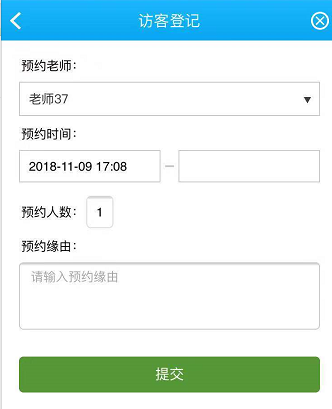 访客登记
预约老师:
老师37
预约时间:
2018-11-09 17:08
预约人数: 1
预约缘由:
请输入预约缘由
提交